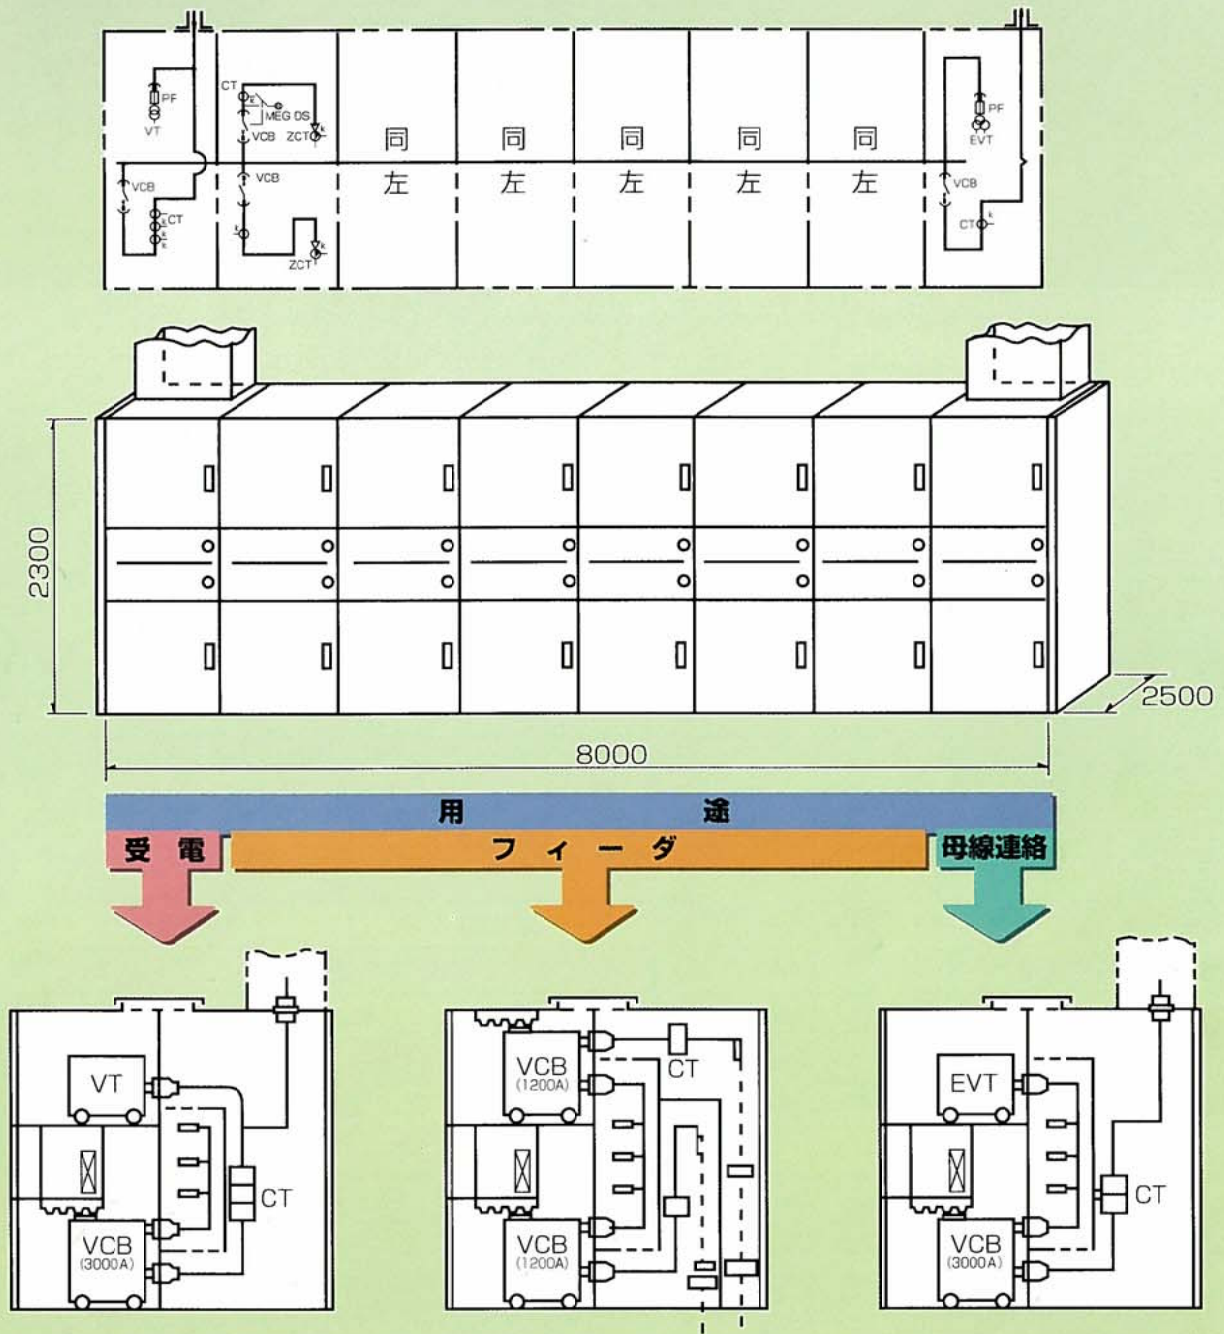 PF
VT
CT
k
MEG DS
VCB
ZCT
k
同 同 同 同 同
左 左 左 左 左
PF
EVT
VCB
CT
k
k
k
VCB
k
ZCT
k
VCB
CT
k
2300
2500
8000
用途
受電
フィーダ
母線連絡
VT
CT
VCB
(3000A)
VCB
(1200A)
CT
VCB
(1200A)
EVT
CT
VCB
(3000A)